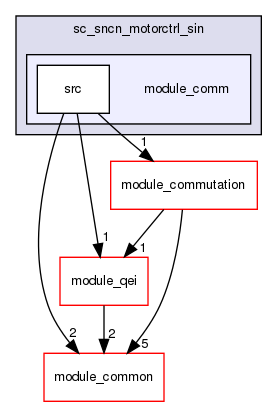 sc_sncn_motorctrl_sin
src
module_comm
1
module_commutation
1
1
module_qei
2
2
5
module_common